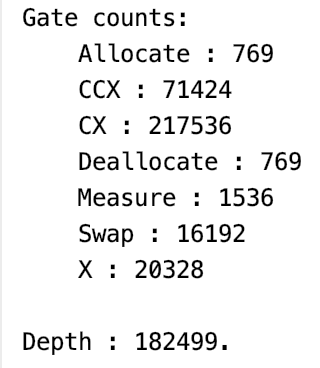 Gate counts:
Allocate : 769
CCX : 71424
CX : 217536
Deallocate : 769
Measure : 1536
Swap : 16192
X : 20328
Depth : 182499.